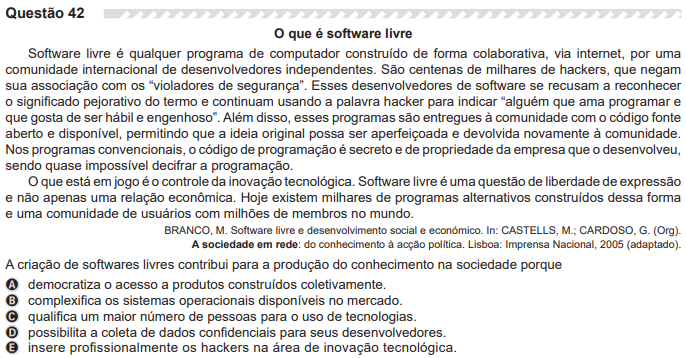 Questão 42
O que é software livre
Software livre é qualquer programa de computador construído de forma colaborativa, via internet, por uma
comunidade internacional de desenvolvedores independentes. São centenas de milhares de hackers, que negam
sua associação com os “violadores de segurança”. Esses desenvolvedores de software se recusam a reconhecer
o significado pejorativo do termo e continuam usando a palavra hacker para indicar “alguém que ama programar e
que gosta de ser hábil e engenhoso”. Além disso, esses programas são entregues à comunidade com o código fonte
aberto e disponível, permitindo que a ideia original possa ser aperfeiçoada e devolvida novamente à comunidade.
Nos programas convencionais, o código de programação é secreto e de propriedade da empresa que o desenvolveu,
sendo quase impossível decifrar a programação.
O que está em jogo é o controle da inovação tecnológica. Software livre é uma questão de liberdade de expressão
e não apenas uma relação econômica. Hoje existem milhares de programas alternativos construídos dessa forma
e uma comunidade de usuários com milhões de membros no mundo.
BRANCO, M. Software livre e desenvolvimento social e econômico. In: CASTELLS, M.; CARDOSO, G. (Org).
A sociedade em rede: do conhecimento à acção política. Lisboa: Imprensa Nacional, 2005 (adaptado).
A criação de softwares livres contribui para a produção do conhecimento na sociedade porque
A democratiza o acesso a produtos construídos coletivamente.
B complexifica os sistemas operacionais disponíveis no mercado.
C qualifica um maior número de pessoas para o uso de tecnologias.
D possibilita a coleta de dados confidenciais para seus desenvolvedores.
E insere profissionalmente os hackers na área de inovação tecnológica.